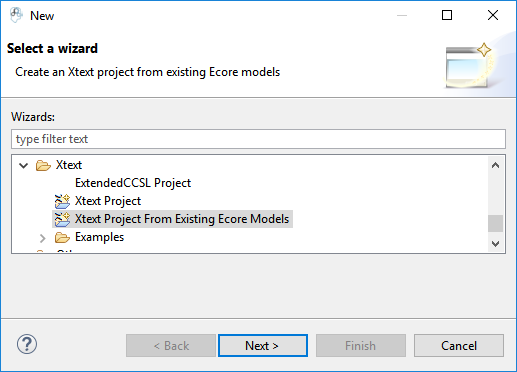 New
Select a wizard
Create an Xtext project from existing Ecore models
Wizards:
type filter text
Xtext
ExtendedCCSL Project
Xtext Project
Xtext Project From Existing Ecore Models
Examples
< Back
Next >
Finish
Cancel